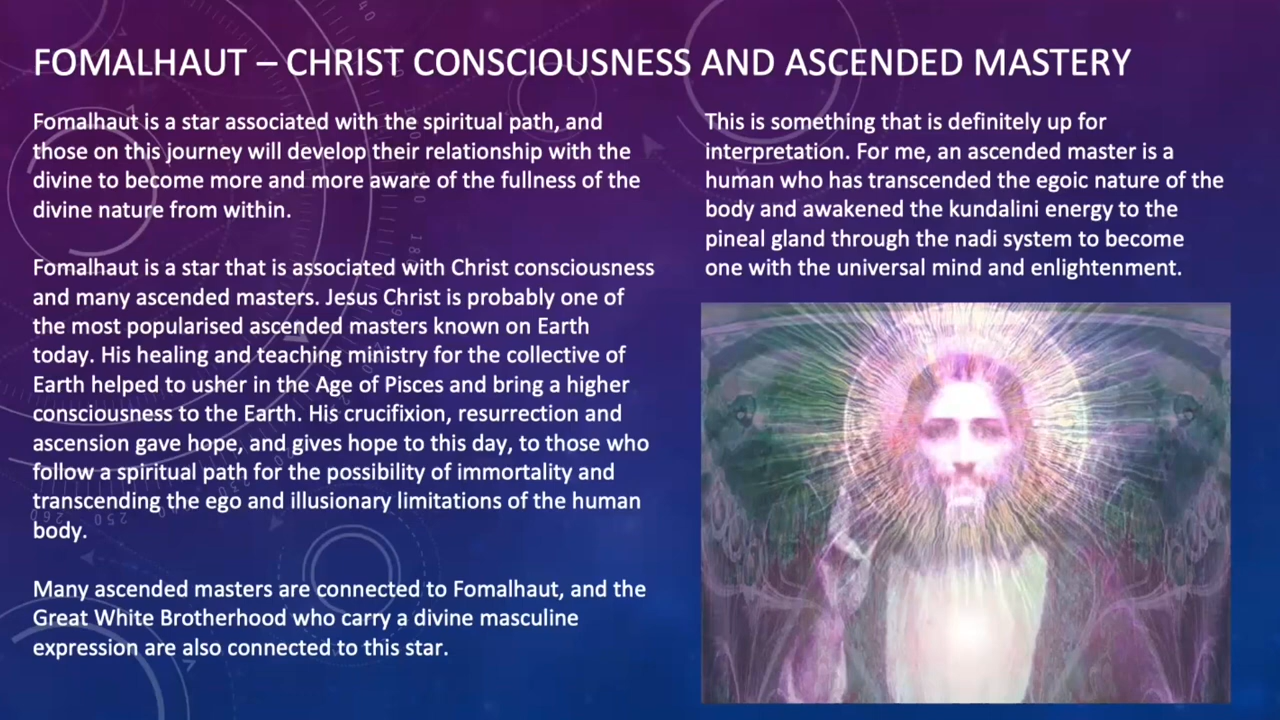 FOMALHAUT – CHRIST CONSCIOUSNESS AND ASCENDED MASTERY
Fomalhaut is a star associated with the spiritual path, and
those on this journey will develop their relationship with the
divine to become more and more aware of the fullness of the
divine nature from within.
Fomalhaut is a star that is associated with Christ consciousness
and many ascended masters. Jesus Christ is probably one of
the most popularised ascended masters known on Earth
today. His healing and teaching ministry for the collective of
Earth helped to usher in the Age of Pisces and bring a higher
consciousness to the Earth. His crucifixion, resurrection and
ascension gave hope, and gives hope to this day, to those who
follow a spiritual path for the possibility of immortality and
transcending the ego and illusionary limitations of the human
body.
Many ascended masters are connected to Fomalhaut, and the
Great White Brotherhood who carry a divine masculine
expression are also connected to this star.
This is something that is definitely up for
interpretation. For me, an ascended master is a
human who has transcended the egoic nature of the
body and awakened the kundalini energy to the
pineal gland through the nadi system to become
one with the universal mind and enlightenment.